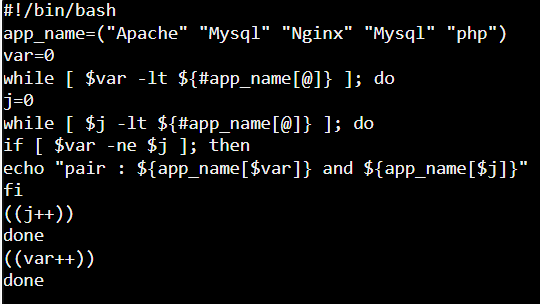 #!/bin/bash
app_name=("Apache" "Mysql" "Nginx" "Mysql" "php")
var=0
while [ $var -lt ${#app_name[@]} ]; do
j=0
while [ $j -lt ${#app_name[@]} ]; do
if [ $var -ne $j ]; then
echo "pair : ${app_name[$var]} and ${app_name[$j]}"
fi
((j++))
done
((var++))
done